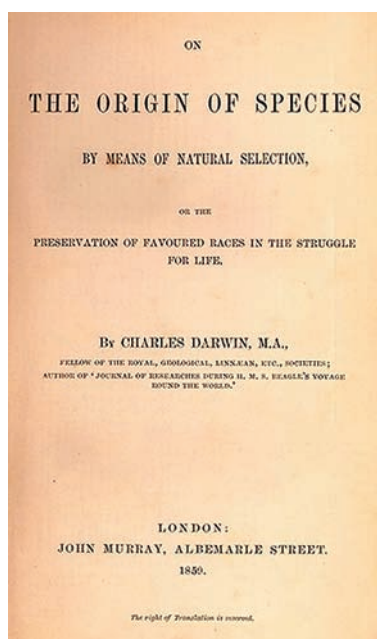 ON
THE ORIGIN OF SPECIES
BY MEANS OF NATURAL SELECTION,
OR THE
PRESERVATION OF FAVOURED RACES IN THE STRUGGLE
FOR LIFE.
By CHARLES DARWIN, M.A.,
FELLOW OF THE ROYAL, GEOLOGICAL, LINNÆAN, ETC., SOCIETIES;
AUTHOR OF 'JOURNAL OF RESEARCHES DURING H. M. S. BEAGLE'S VOYAGE
ROUND THE WORLD.'
LONDON:
JOHN MURRAY, ALBEMARLE STREET.
1859.
The right of Translation is reserved.